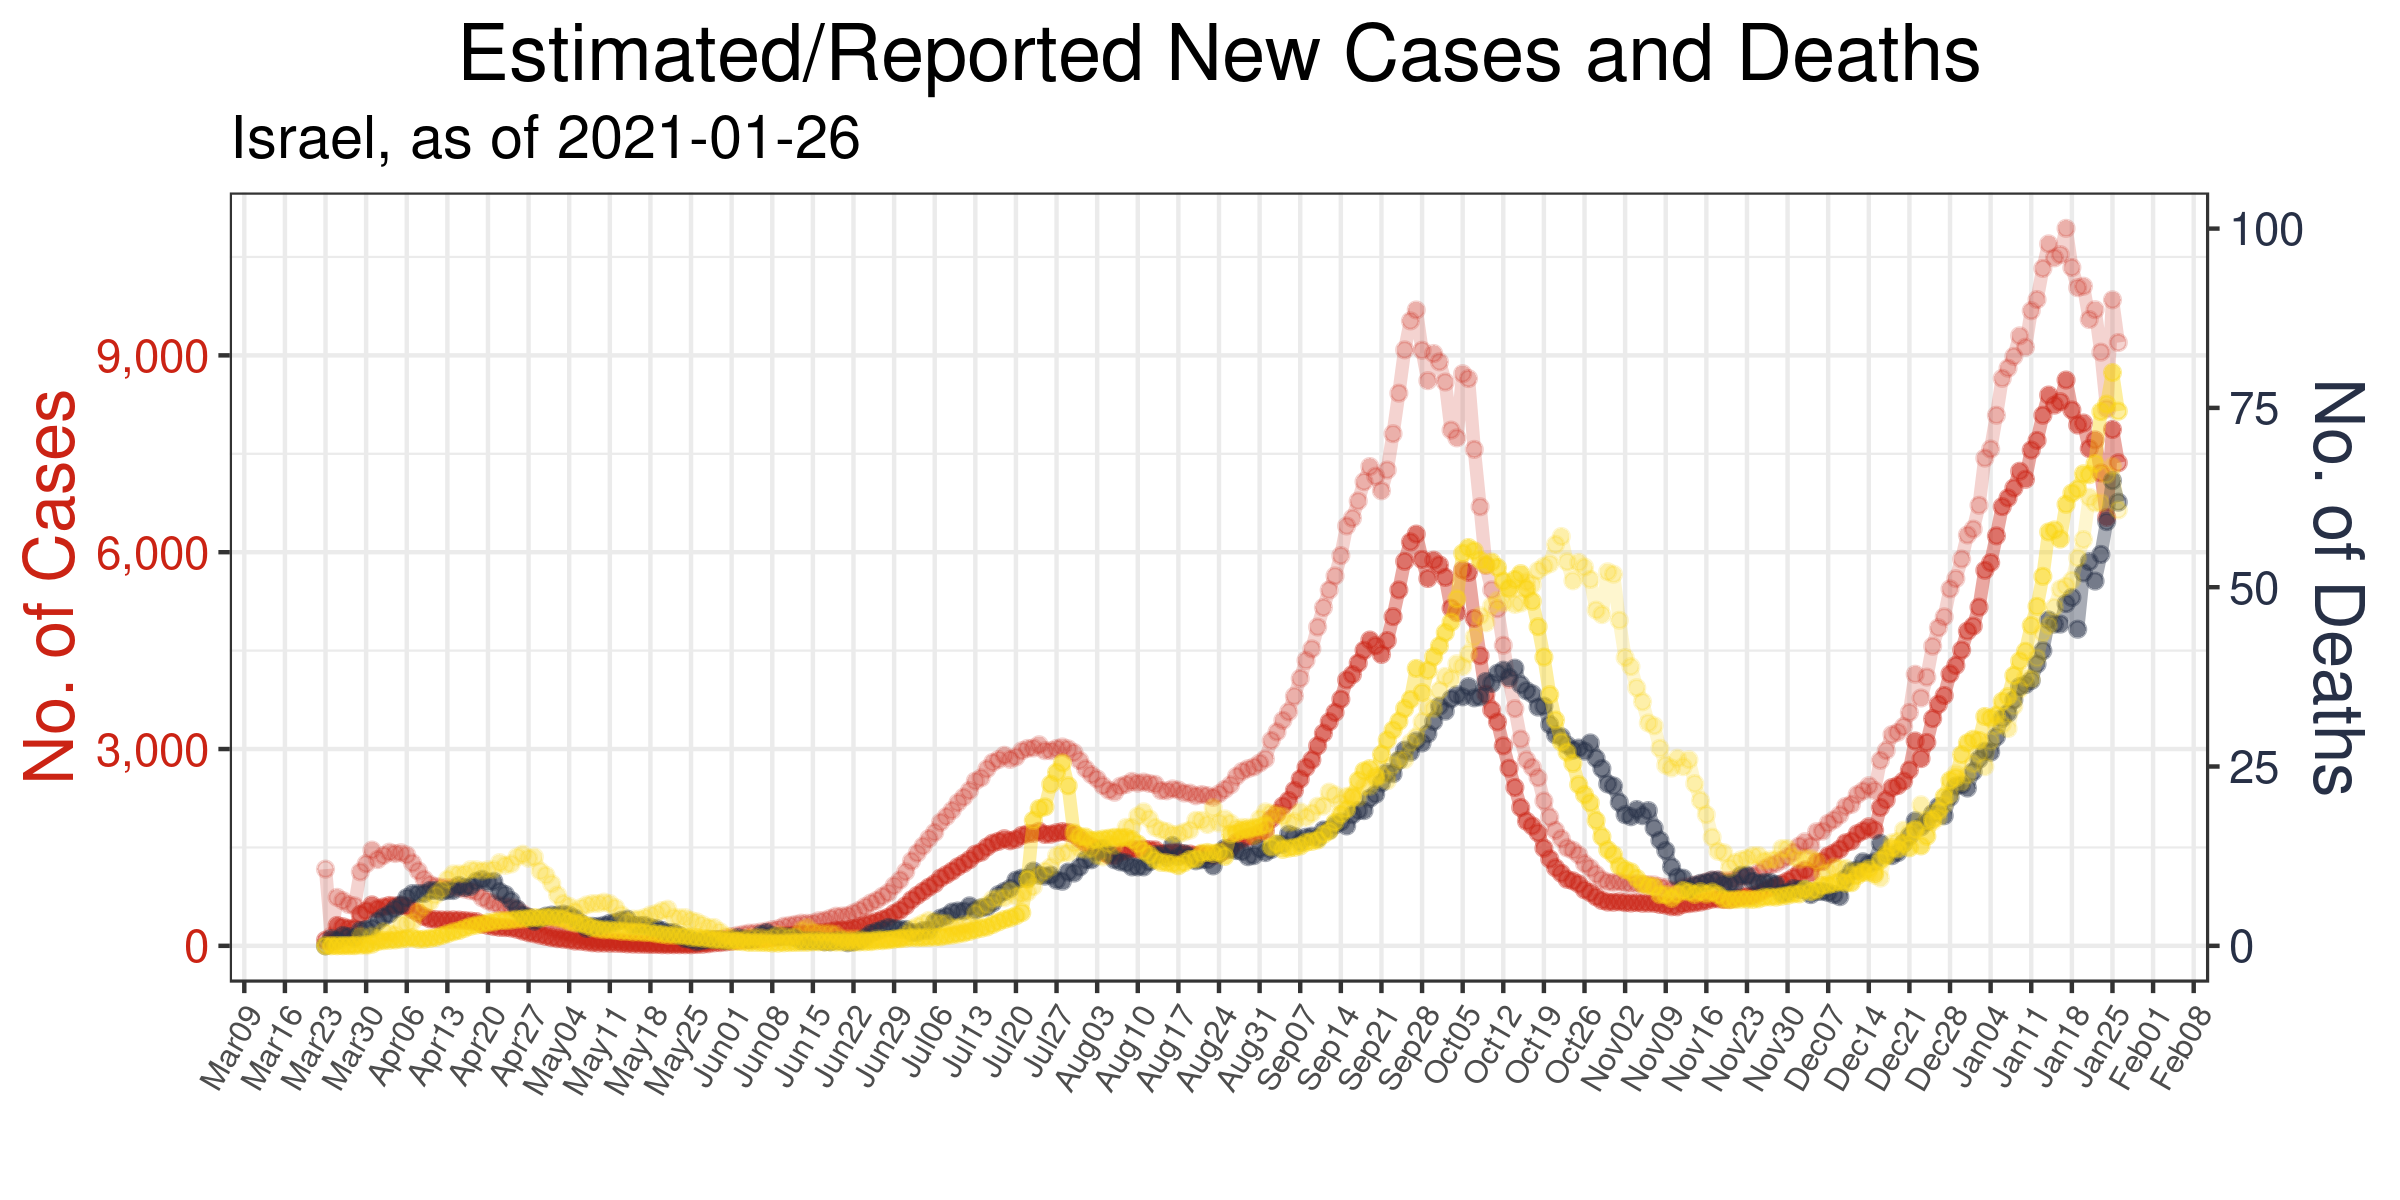 Estimated/Reported New Cases and Deaths
Israel, as of 2021-01-26
No. of Cases
9,000
6,000
3,000
0
100
75
50
25
0
No. of Deaths
Mar09 Mar16 Mar23 Mar30 Apr06 Apr13 Apr20 Apr27 May04 May11 May18 May25 Jun01 Jun08 Jun15 Jun22 Jun29 Jul06 Jul13 Jul20 Jul27 Aug03 Aug10 Aug17 Aug24 Aug31 Sep07 Sep14 Sep21 Sep28 Oct05 Oct12 Oct19 Oct26 Nov02 Nov09 Nov16 Nov23 Nov30 Dec07 Dec14 Dec21 Dec28 Jan04 Jan11 Jan18 Jan25 Feb01 Feb08